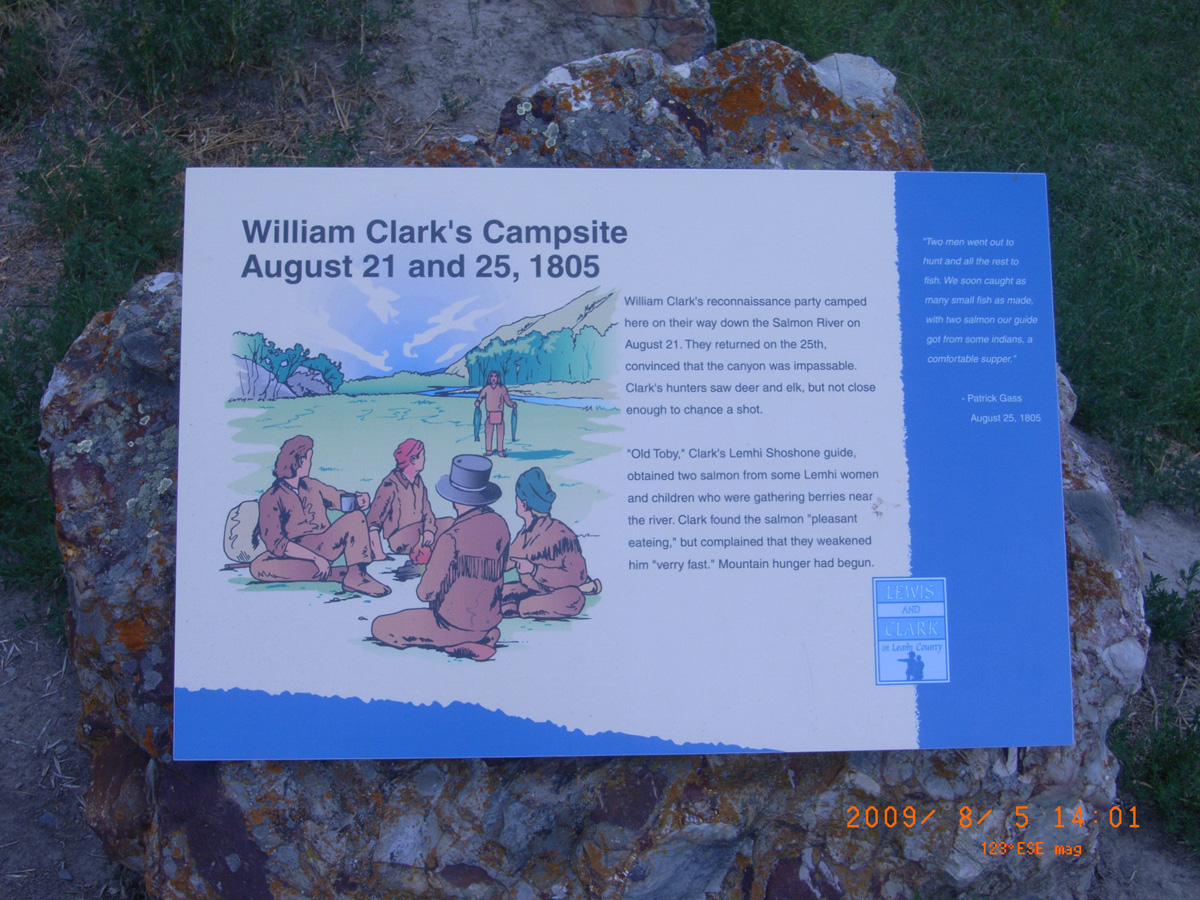 William Clark's Campsite
August 21 and 25, 1805
William Clark's reconnaissance party camped
here on their way down the Salmon River on
August 21. They returned on the 25th,
convinced that the canyon was impassable.
Clark's hunters saw deer and elk, but not close
enough to chance a shot.
"Old Toby," Clark's Lemhi Shoshone guide,
obtained two salmon from some Lemhi women
and children who were gathering berries near
the river. Clark found the salmon "pleasant
eateing," but complained that they weakened
him "verry fast." Mountain hunger had begun.
"Two men went out to
hunt and all the rest to
fish. We soon caught as
many small fish as made,
with two salmon our guide
got from some indians, a
comfortable supper."
- Patrick Gass
August 25, 1805
LEWIS
AND
CLARK
in Lemhi County
2009/ 8/ 5 14:01
123°ESE mag